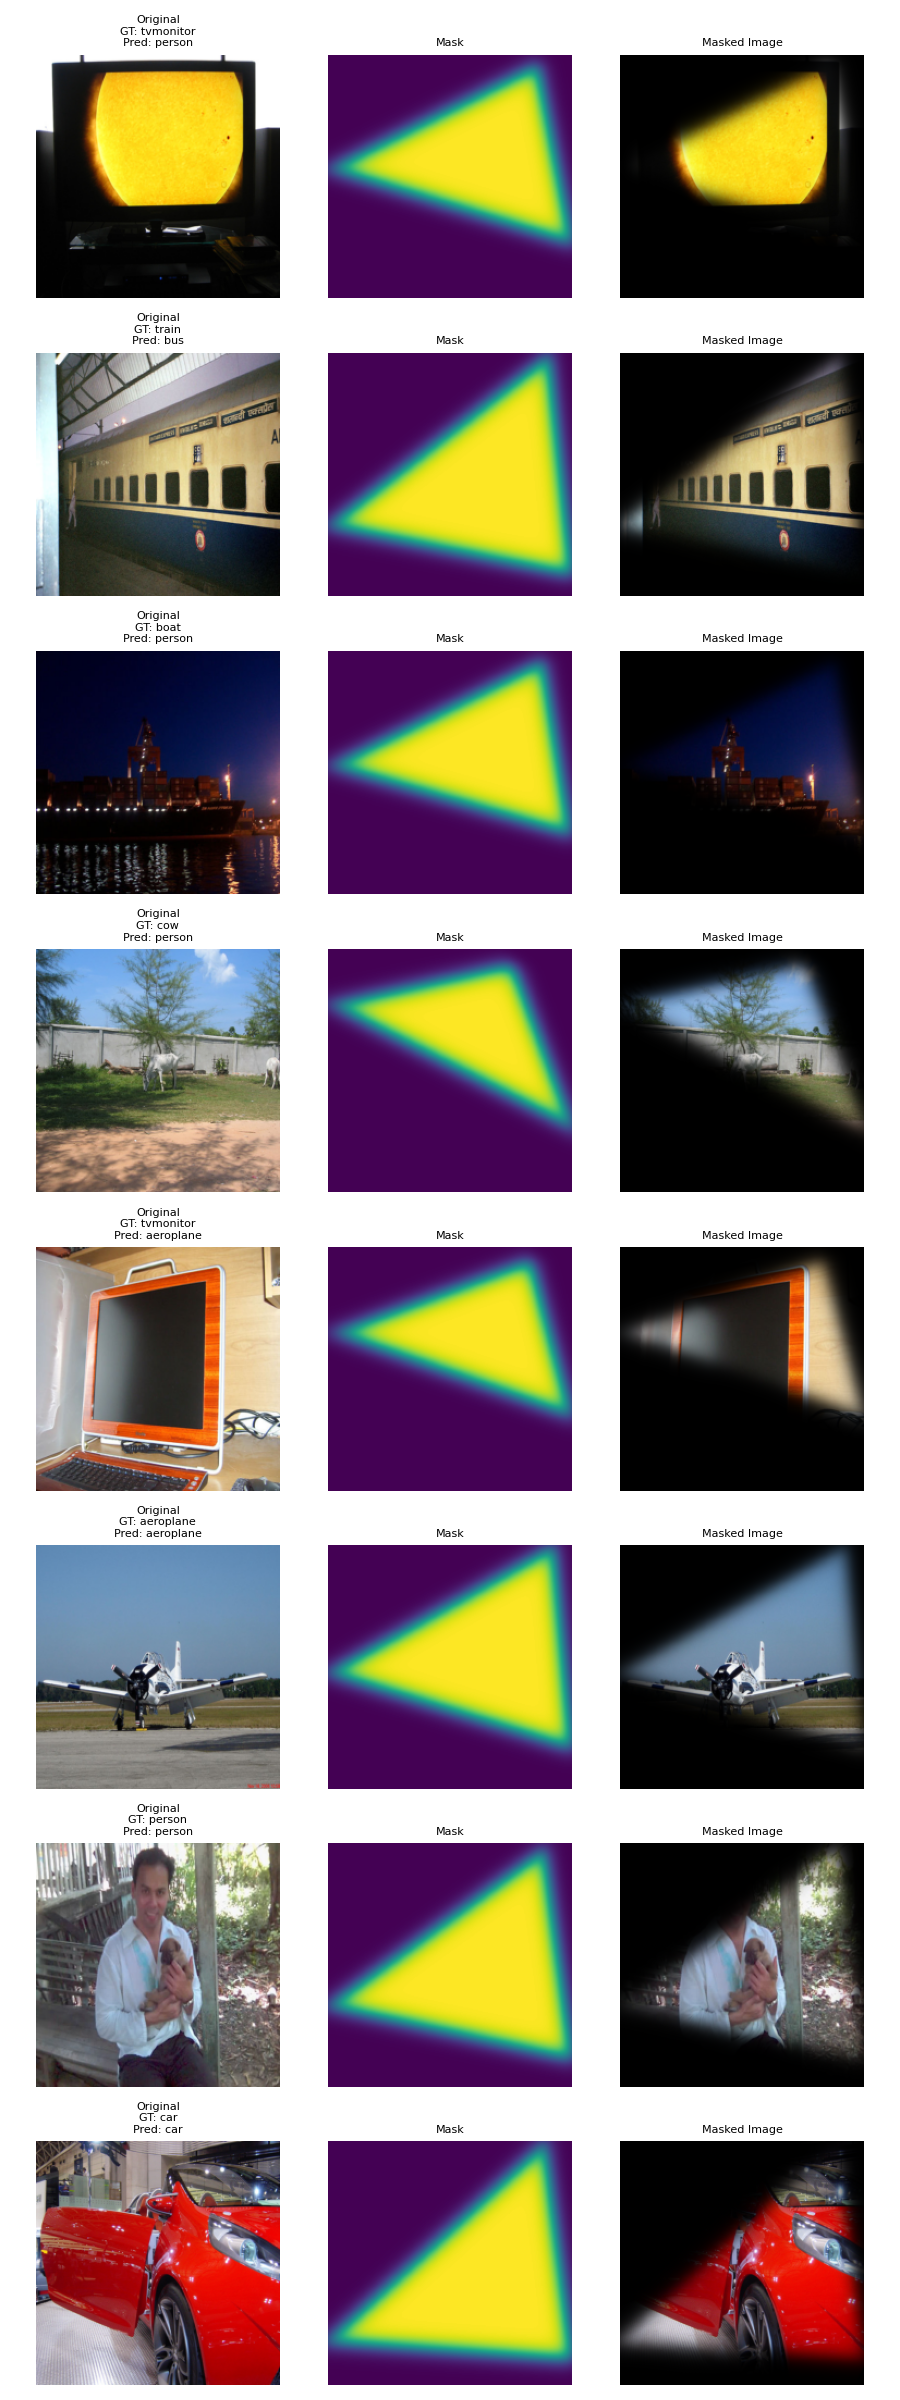 Original
GT: tvmonitor
Pred: person
Mask
Masked Image
Original
GT: train
Pred: bus
Mask
Masked Image
Original
GT: boat
Pred: person
Mask
Masked Image
Original
GT: cow
Pred: person
Mask
Masked Image
Original
GT: tvmonitor
Pred: aeroplane
Mask
Masked Image
Original
GT: aeroplane
Pred: aeroplane
Mask
Masked Image
Original
GT: person
Pred: person
Mask
Masked Image
Original
GT: car
Pred: car
Mask
Masked Image